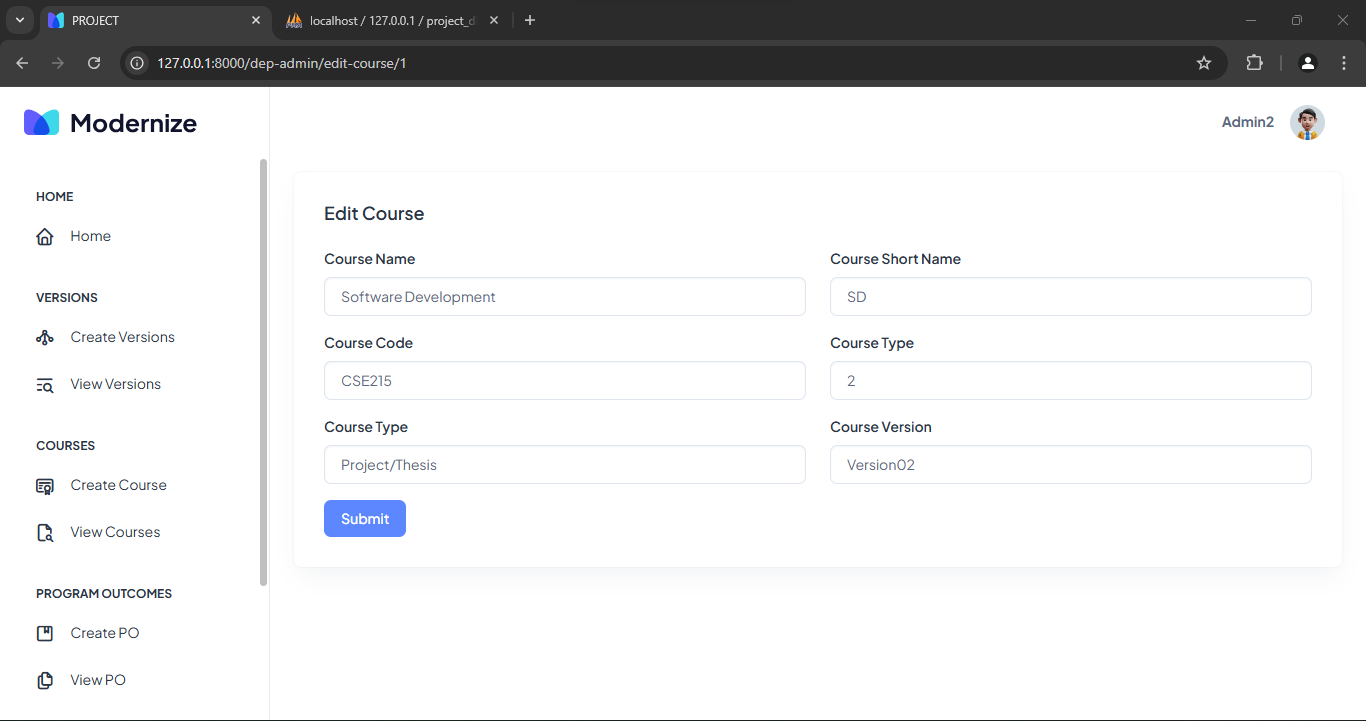 PROJECT
localhost / 127.0.0.1 / project_d
127.0.0.1:8000/dep-admin/edit-course/1
Modernize
Admin2
HOME
Home
VERSIONS
Create Versions
View Versions
COURSES
Create Course
View Courses
PROGRAM OUTCOMES
Create PO
View PO
Edit Course
Course Name
Course Short Name
Software Development
SD
Course Code
Course Type
CSE215
2
Course Type
Course Version
Project/Thesis
Version02
Submit